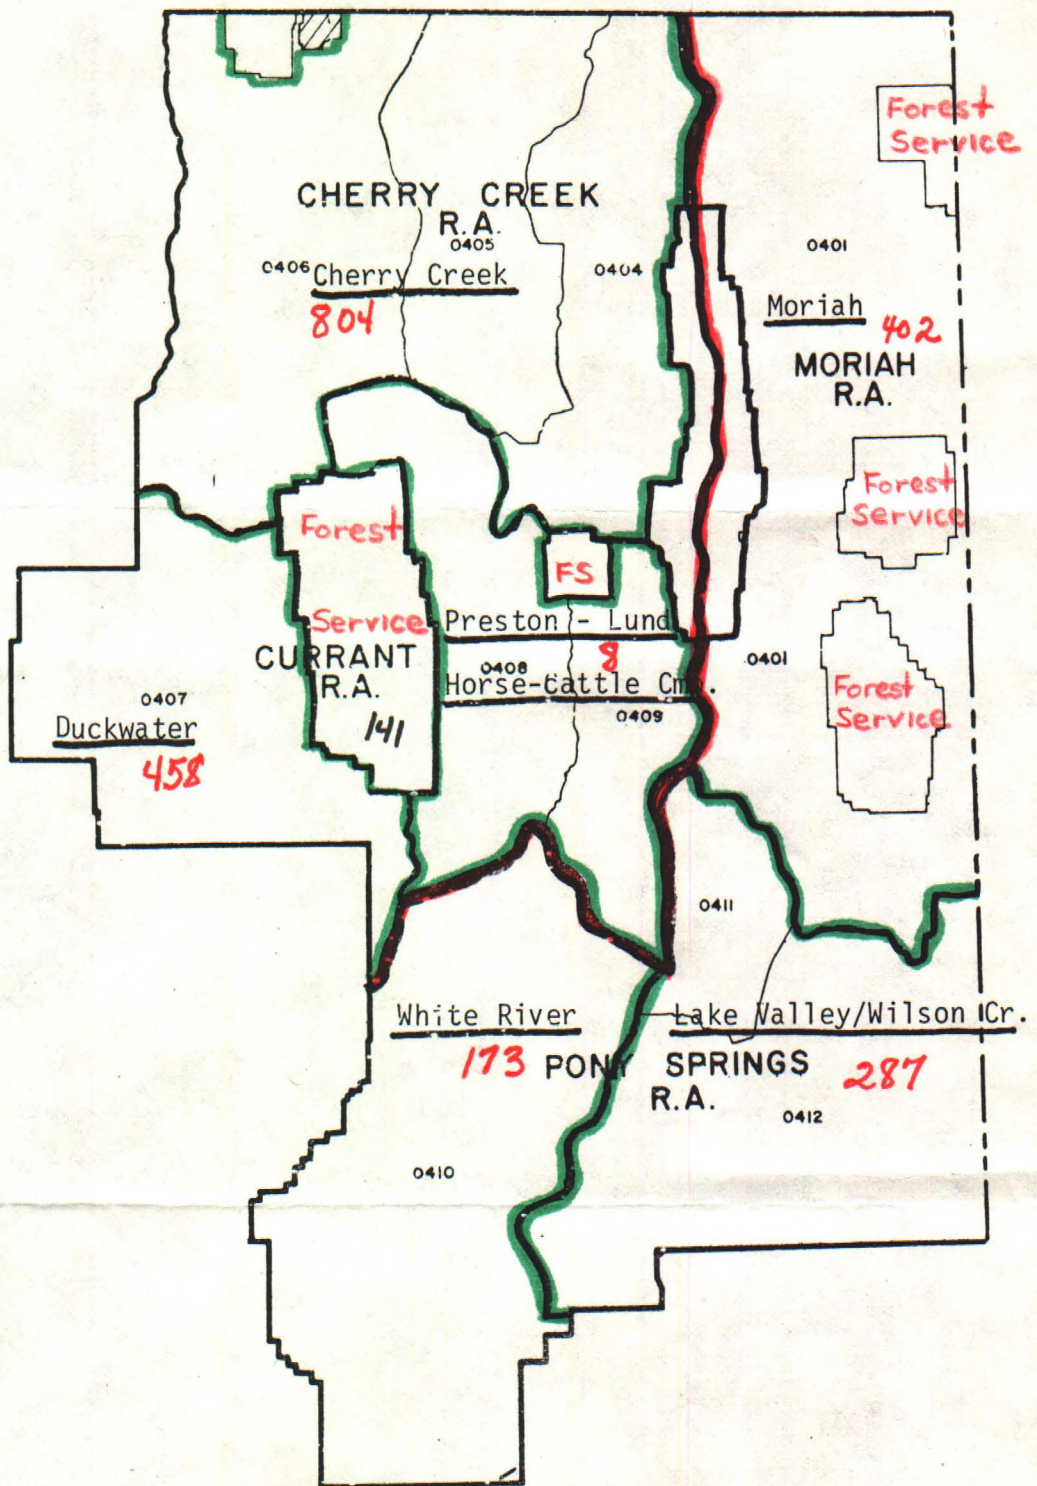 Forest
Service
CHERRY CREEK
R.A.
0405
0406
Cherry Creek
804
0404
0401
Moriah
402
MORIAH
R.A.
Forest
Service
Forest
Service
FS
Preston - Lund
8
0408
Horse-cattle Cmn.
0409
0401
CURRANT
R.A.
141
0407
Duckwater
458
Forest
Service
0411
White River
173
Lake Valley/Wilson Cr.
287
PONY SPRINGS
R.A.
0412
0410